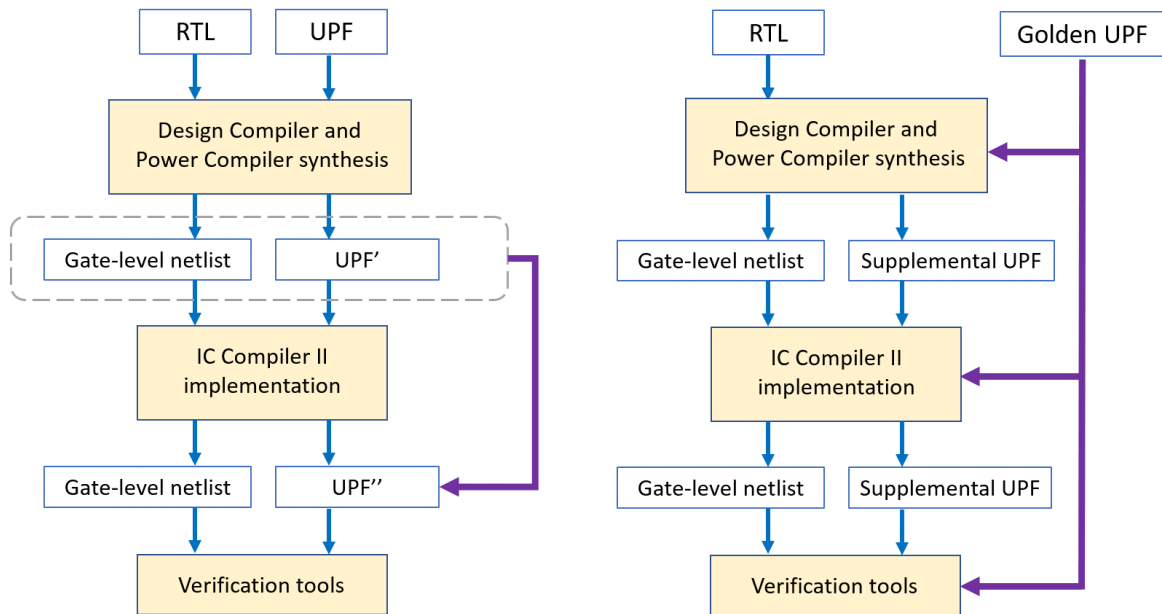 RTL
UPF
Design Compiler and
Power Compiler synthesis
Gate-level netlist
UPF'
IC Compiler II
implementation
Gate-level netlist
UPF’’
Verification tools
RTL
Golden UPF
Design Compiler and
Power Compiler synthesis
Gate-level netlist
Supplemental UPF
IC Compiler II
implementation
Gate-level netlist
Supplemental UPF
Verification tools